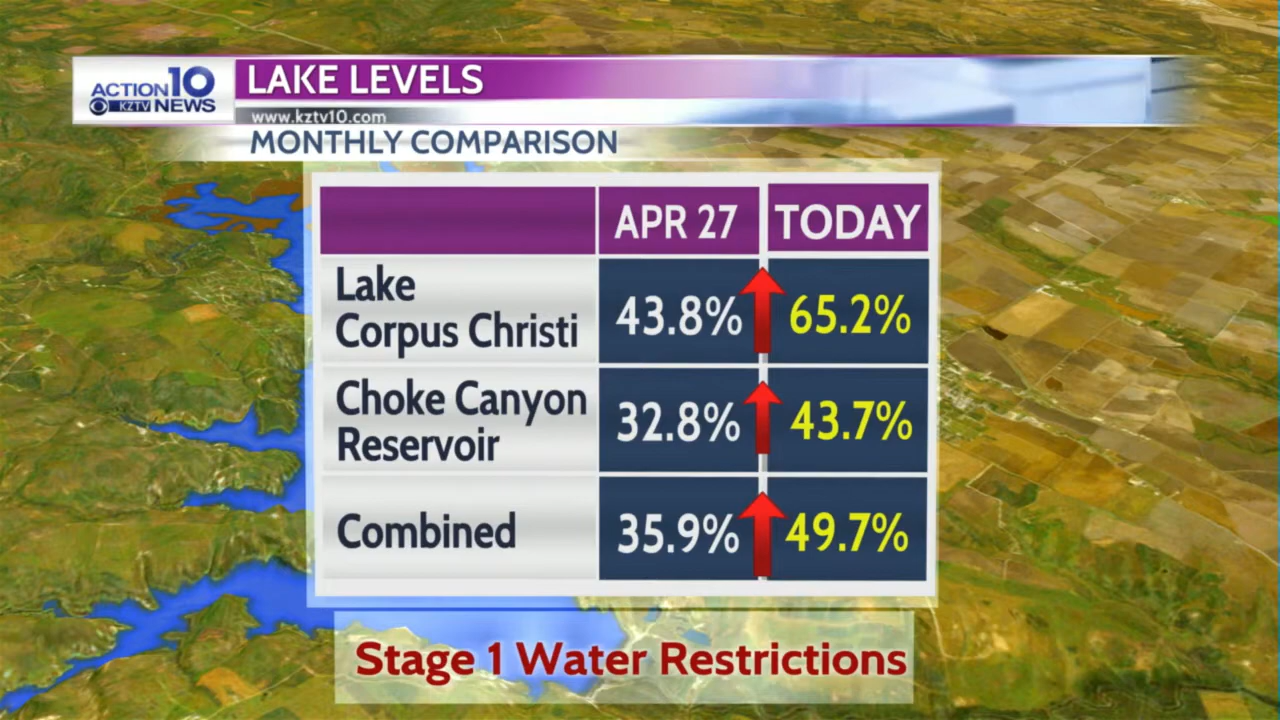 ACTION 10
KZTV NEWS
LAKE LEVELS
www.kztv10.com
MONTHLY COMPARISON
APR 27 TODAY
Lake
Corpus Christi 43.8% 65.2%
Choke Canyon
Reservoir 32.8% 43.7%
Combined 35.9% 49.7%
Stage 1 Water Restrictions